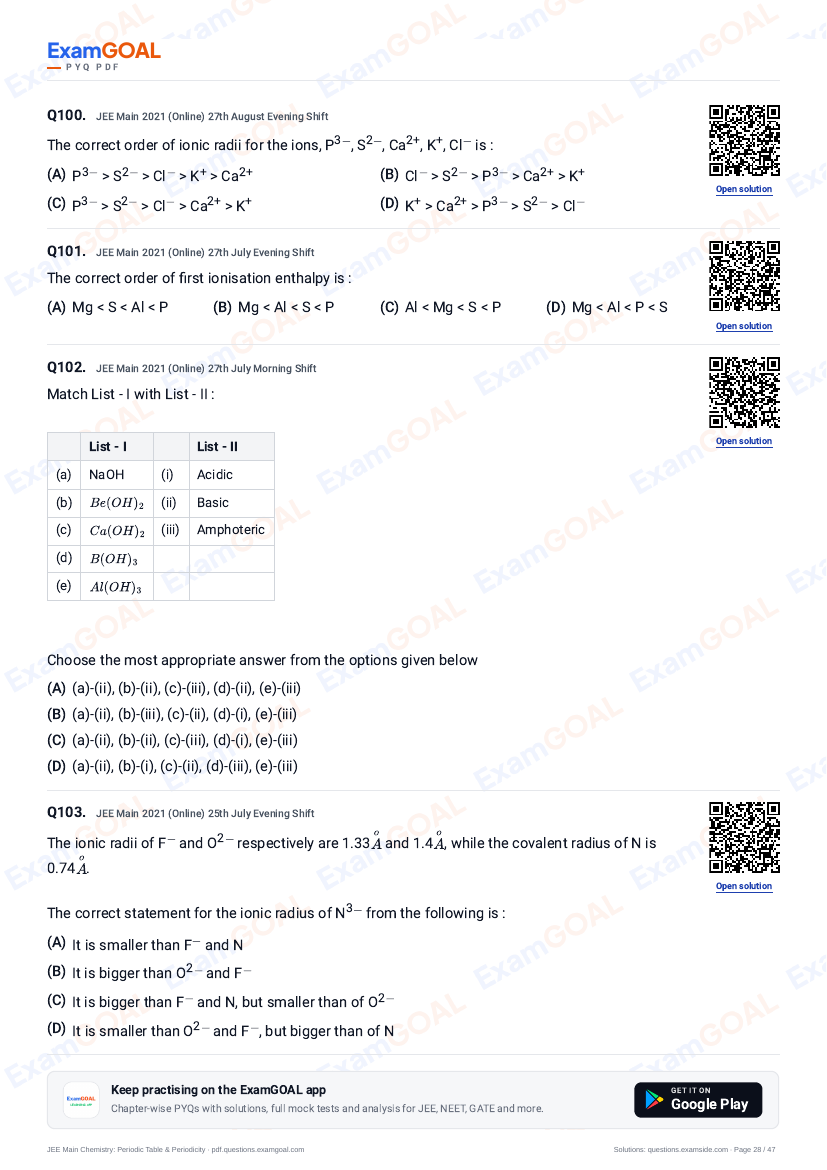 ExamGOAL
PYQ PDF
Q100. JEE Main 2021 (Online) 27th August Evening Shift
The correct order of ionic radii for the ions, P³⁻, S²⁻, Ca²⁺, K⁺, Cl⁻ is :
(A) P³⁻ > S²⁻ > Cl⁻ > K⁺ > Ca²⁺ (B) Cl⁻ > S²⁻ > P³⁻ > Ca²⁺ > K⁺
(C) P³⁻ > S²⁻ > Cl⁻ > Ca²⁺ > K⁺ (D) K⁺ > Ca²⁺ > P³⁻ > S²⁻ > Cl⁻
Open solution
Q101. JEE Main 2021 (Online) 27th July Evening Shift
The correct order of first ionisation enthalpy is :
(A) Mg < S < Al < P (B) Mg < Al < S < P (C) Al < Mg < S < P (D) Mg < Al < P < S
Open solution
Q102. JEE Main 2021 (Online) 27th July Morning Shift
Match List - I with List - II :
Open solution
List - I List - II
(a) NaOH (i) Acidic
(b) Be(OH)₂ (ii) Basic
(c) Ca(OH)₂ (iii) Amphoteric
(d) B(OH)₃
(e) Al(OH)₃
Choose the most appropriate answer from the options given below
(A) (a)-(ii), (b)-(ii), (c)-(iii), (d)-(ii), (e)-(iii)
(B) (a)-(ii), (b)-(iii), (c)-(ii), (d)-(i), (e)-(iii)
(C) (a)-(ii), (b)-(ii), (c)-(iii), (d)-(i), (e)-(iii)
(D) (a)-(ii), (b)-(i), (c)-(ii), (d)-(iii), (e)-(iii)
Q103. JEE Main 2021 (Online) 25th July Evening Shift
The ionic radii of F⁻ and O²⁻ respectively are 1.33Å and 1.4Å, while the covalent radius of N is
0.74Å.
Open solution
The correct statement for the ionic radius of N³⁻ from the following is :
(A) It is smaller than F⁻ and N
(B) It is bigger than O²⁻ and F⁻
(C) It is bigger than F⁻ and N, but smaller than of O²⁻
(D) It is smaller than O²⁻ and F⁻, but bigger than of N
ExamGOAL
Keep practising on the ExamGOAL app
Chapter-wise PYQs with solutions, full mock tests and analysis for JEE, NEET, GATE and more.
GET IT ON
Google Play
JEE Main Chemistry: Periodic Table & Periodicity · pdf.questions.examgoal.com Solutions: questions.examside.com · Page 28 / 47